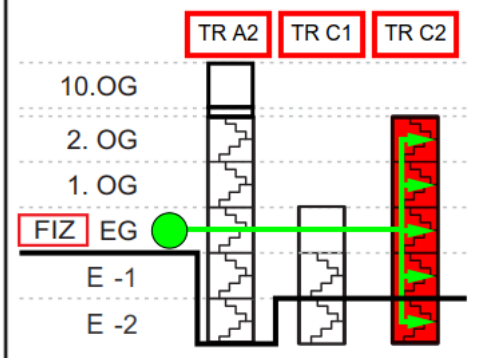 TR A2 TR C1 TR C2
10.OG
2. OG
1. OG
FIZ EG
E -1
E -2